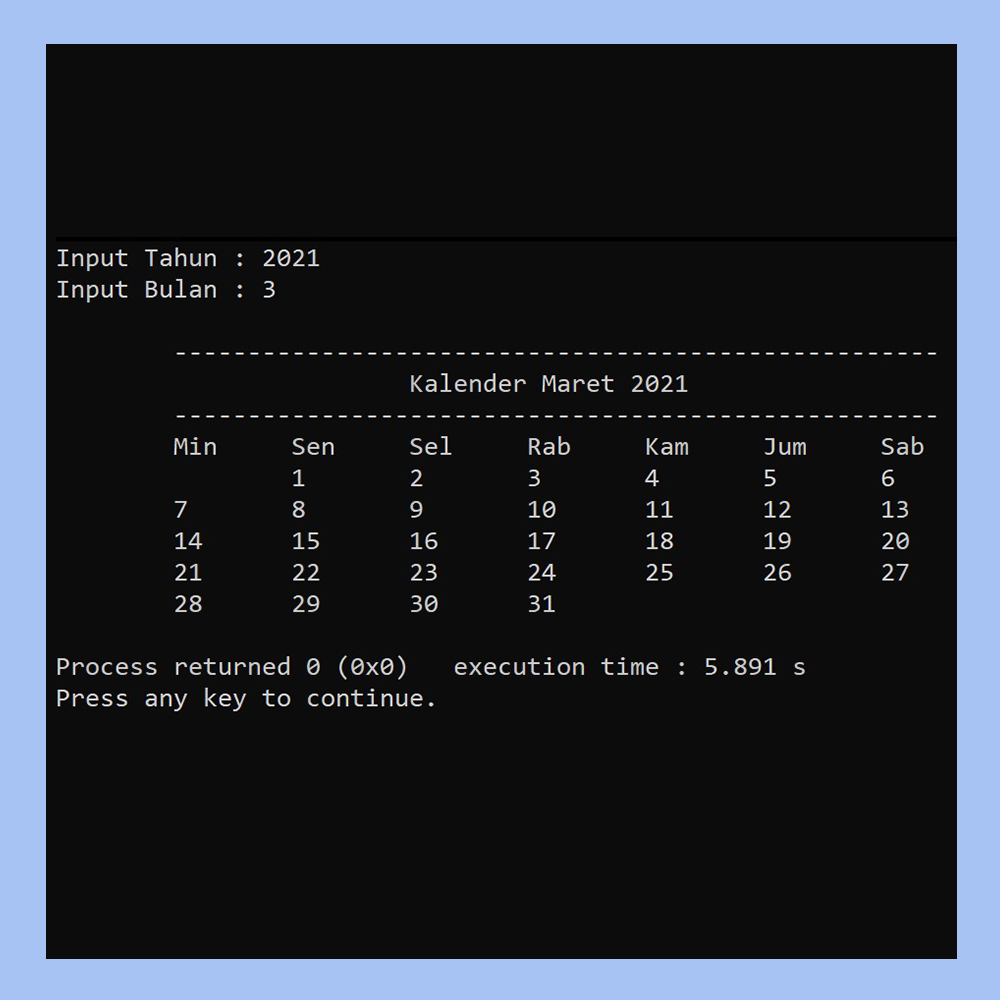 Input Tahun : 2021
Input Bulan : 3
----------------------------------------------------
Kalender Maret 2021
----------------------------------------------------
Min Sen Sel Rab Kam Jum Sab
1 2 3 4 5 6
7 8 9 10 11 12 13
14 15 16 17 18 19 20
21 22 23 24 25 26 27
28 29 30 31
Process returned 0 (0x0) execution time : 5.891 s
Press any key to continue.